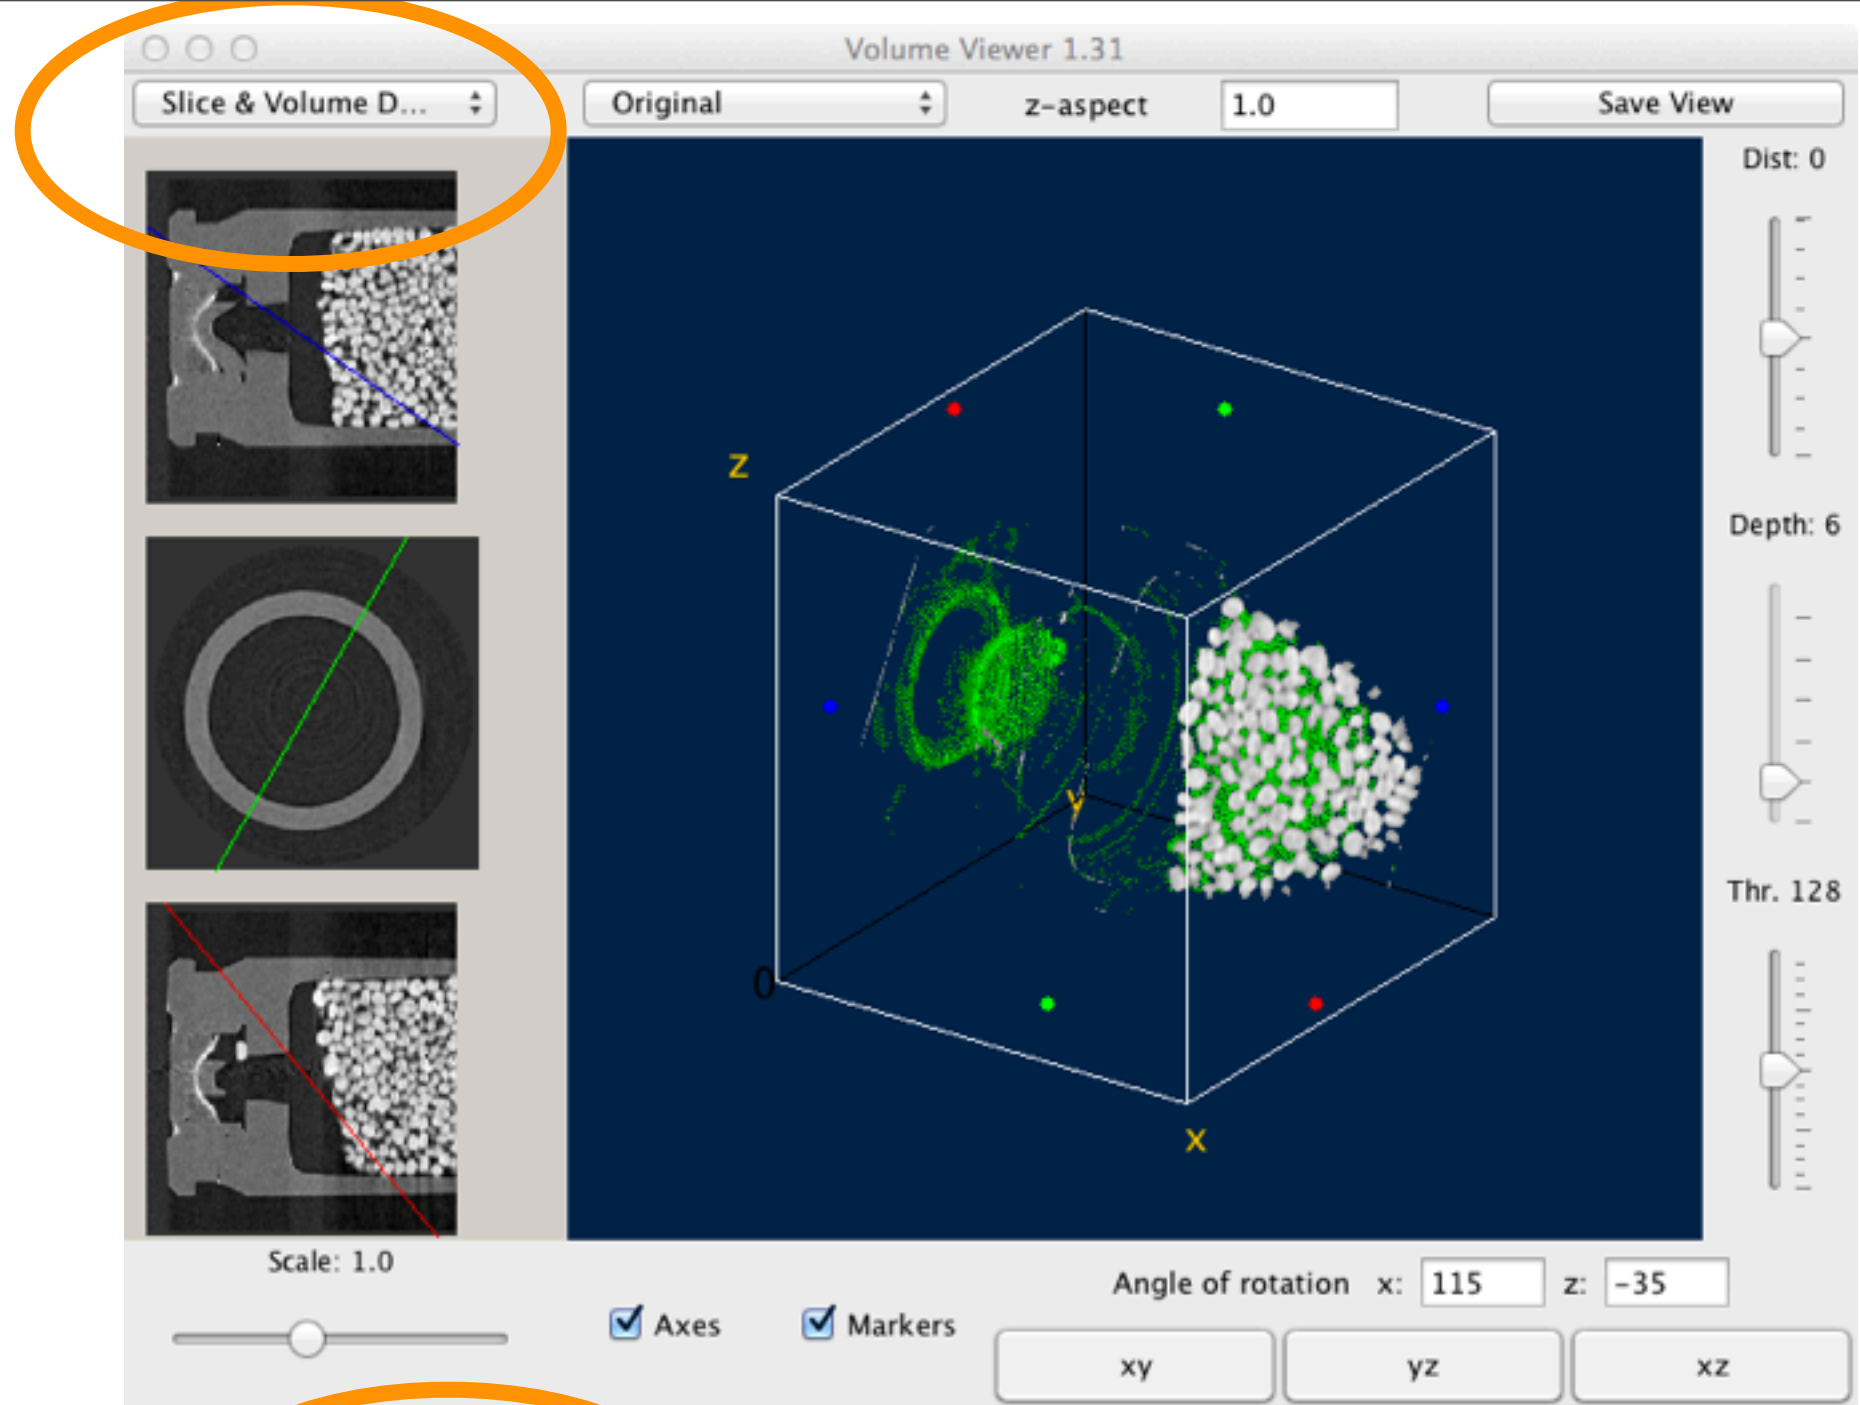 Volume Viewer 1.31
Slice & Volume D...
Original
z-aspect
1.0
Save View
Dist: 0
z
Depth: 6
y
Thr. 128
0
x
Scale: 1.0
Angle of rotation x: 115 z: -35
Axes
Markers
xy
yz
xz